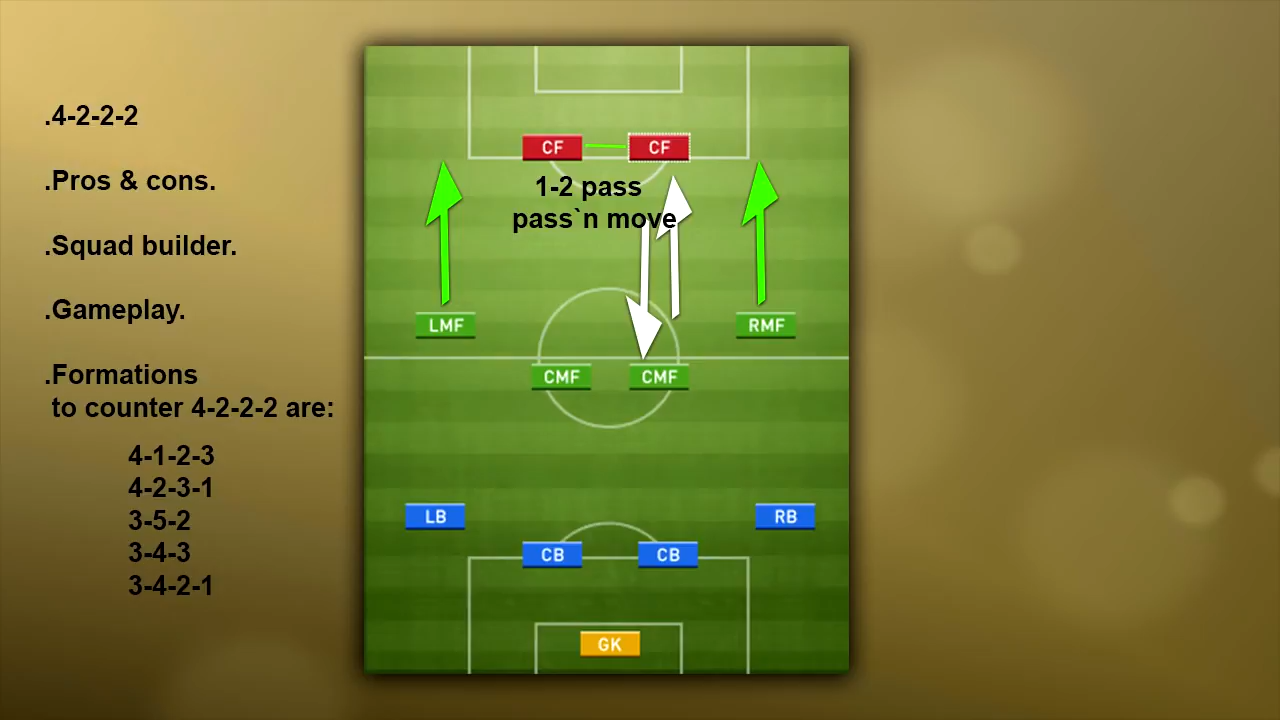 .4-2-2-2
.Pros & cons.
.Squad builder.
.Gameplay.
.Formations
to counter 4-2-2-2 are:
4-1-2-3
4-2-3-1
3-5-2
3-4-3
3-4-2-1
CF CF
1-2 pass
pass`n move
LMF RMF
CMF CMF
LB RB
CB CB
GK